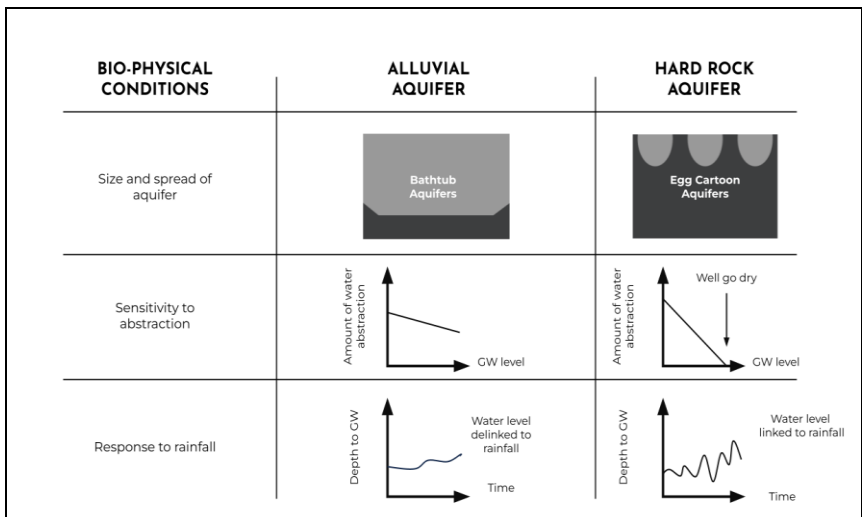 BIO-PHYSICAL
CONDITIONS
ALLUVIAL
AQUIFER
HARD ROCK
AQUIFER
Size and spread of
aquifer
Bathtub
Aquifers
Egg Cartoon
Aquifers
Sensitivity to
abstraction
Amount of water
abstraction
GW level
Amount of water
abstraction
Well go dry
GW level
Response to rainfall
Depth to GW
Water level
delinked to
rainfall
Time
Depth to GW
Water level
linked to rainfall
Time